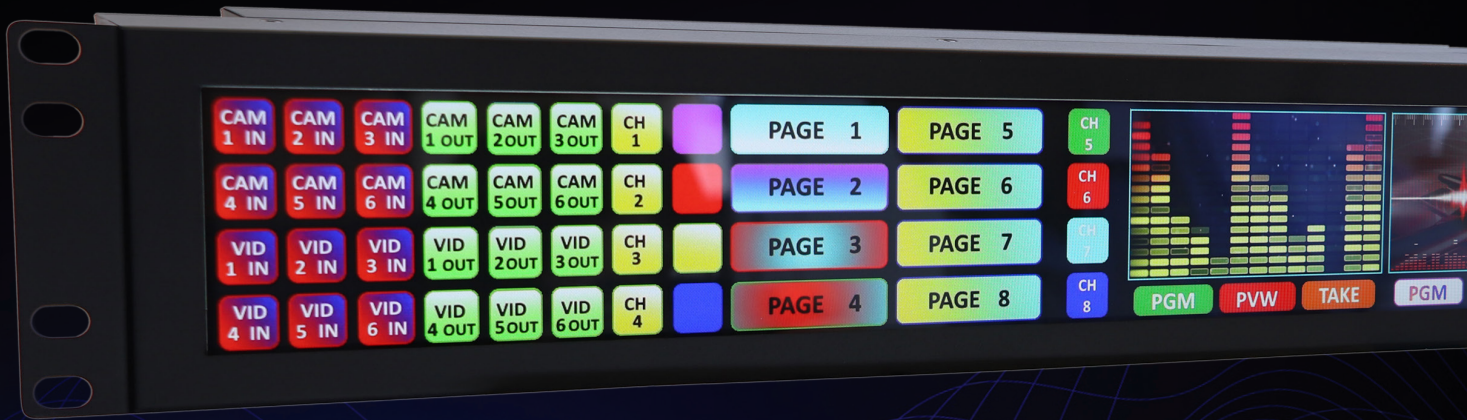 CAM
1 IN
CAM
2 IN
CAM
3 IN
CAM
1 OUT
CAM
2 OUT
CAM
3 OUT
CH
1
PAGE 1
PAGE 5
CH
5
CAM
4 IN
CAM
5 IN
CAM
6 IN
CAM
4 OUT
CAM
5 OUT
CAM
6 OUT
CH
2
PAGE 2
PAGE 6
CH
6
VID
1 IN
VID
2 IN
VID
3 IN
VID
1 OUT
VID
2 OUT
VID
3 OUT
CH
3
PAGE 3
PAGE 7
CH
7
VID
4 IN
VID
5 IN
VID
6 IN
VID
4 OUT
VID
5 OUT
VID
6 OUT
CH
4
PAGE 4
PAGE 8
CH
8
PGM
PVW
TAKE
PGM